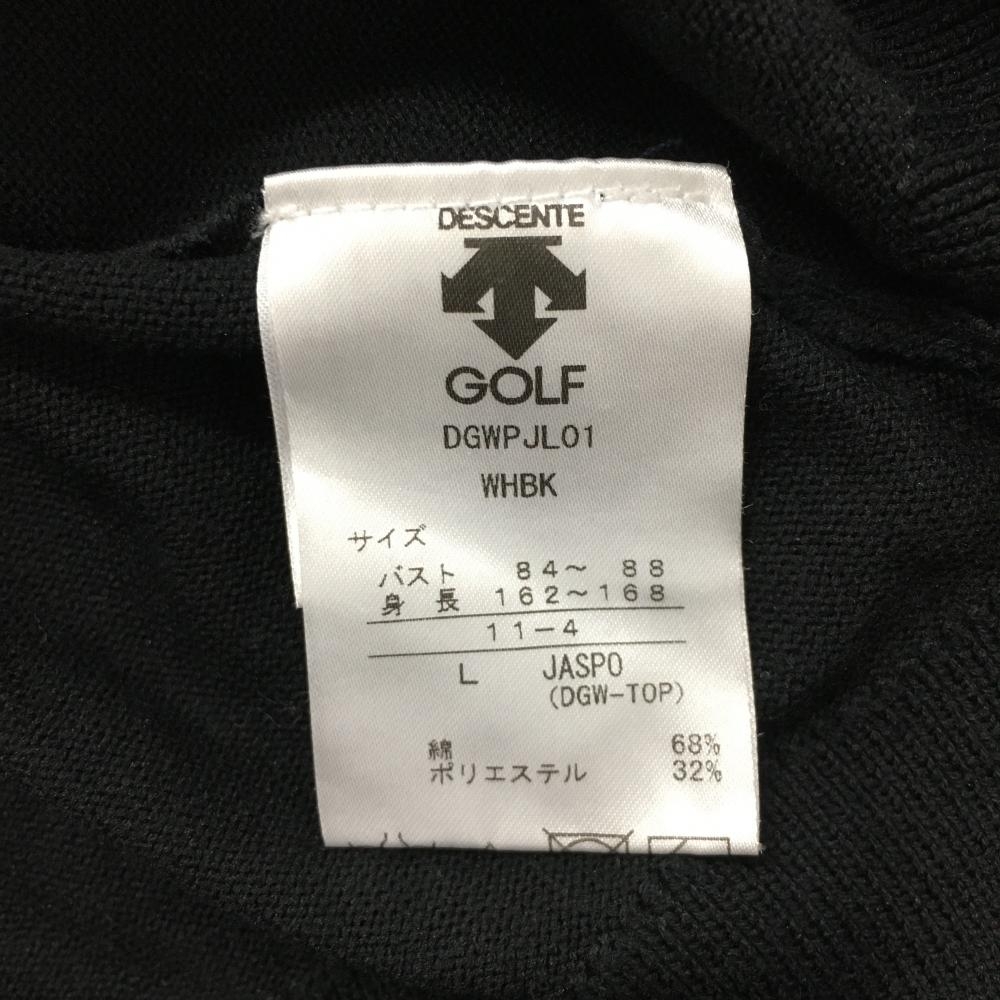 DESCENTE
GOLF
DGWPJL01
WHBK
サイズ
バスト 84～ 88
身 長 162～168
11－4
L JASPO
(DGW-TOP)
綿 68%
ポリエステル 32%